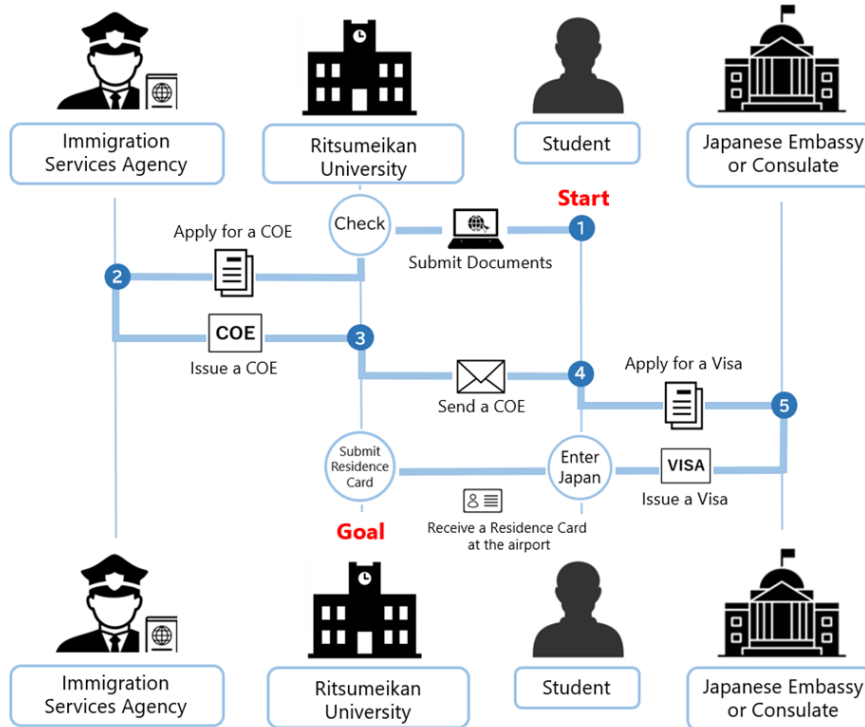 Immigration
Services Agency
Ritsumeikan
University
Student
Japanese Embassy
or Consulate
Start
Check
1
Apply for a COE
Submit Documents
2
COE
3
Issue a COE
4
Apply for a Visa
Send a COE
5
Submit
Residence
Card
Enter
Japan
VISA
Issue a Visa
Goal
Receive a Residence Card
at the airport
Immigration
Services Agency
Ritsumeikan
University
Student
Japanese Embassy
or Consulate